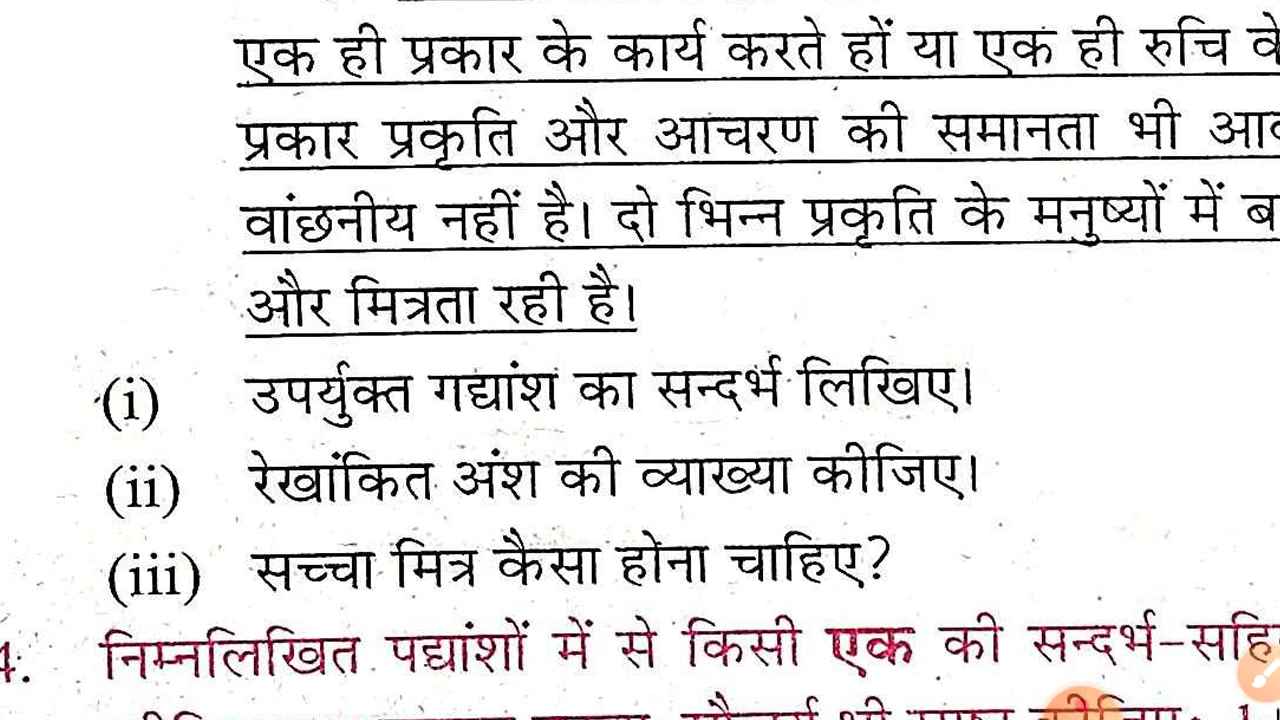 एक ही प्रकार के कार्य करते हों या एक ही रुचि
प्रकार प्रकृति और आचरण की समानता भी
वांछनीय नहीं है। दो भिन्न प्रकृति के मनुष्यों में
और मित्रता रही है।
(i) उपर्युक्त गद्यांश का सन्दर्भ लिखिए।
(ii) रेखांकित अंश की व्याख्या कीजिए।
(iii) सच्चा मित्र कैसा होना चाहिए?
निम्नलिखित पद्यांशों में से किसी एक की सन्दर्भ-सहि